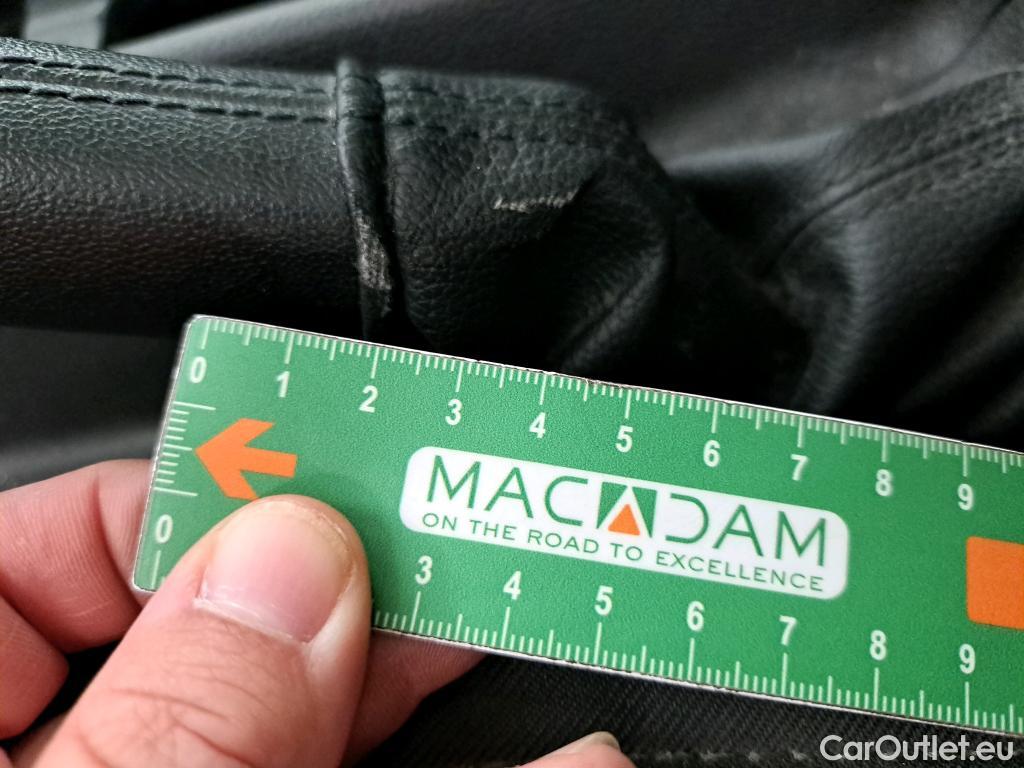 0 1 2 3 4 5 6 7 8 9
MACADAM
ON THE ROAD TO EXCELLENCE
0 3 4 5 6 7 8 9
CarOutlet.eu